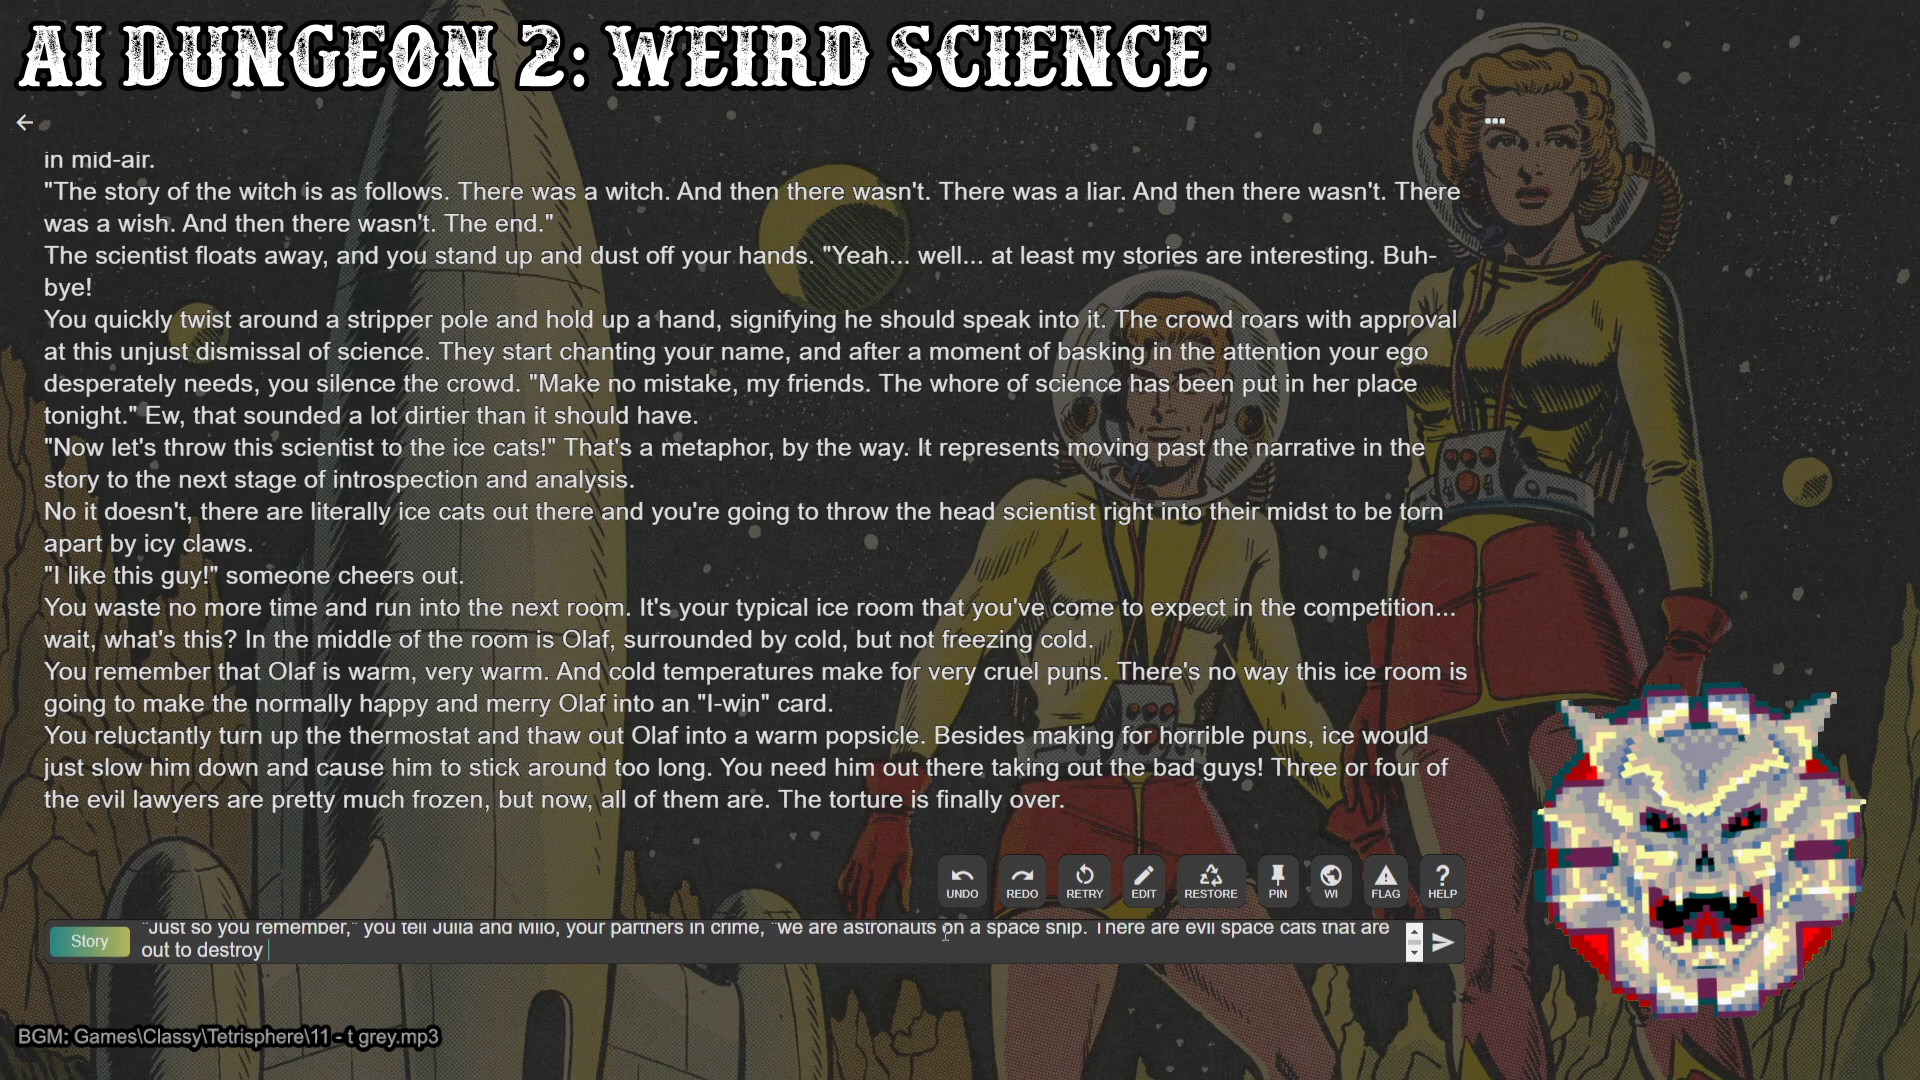 AI DUNGEON 2: WEIRD SCIENCE
in mid-air.
"The story of the witch is as follows. There was a witch. And then there wasn't. There was a liar. And then there wasn't. There
was a wish. And then there wasn't. The end."
The scientist floats away, and you stand up and dust off your hands. "Yeah... well... at least my stories are interesting. Buh-
bye!
You quickly twist around a stripper pole and hold up a hand, signifying he should speak into it. The crowd roars with approval
at this unjust dismissal of science. They start chanting your name, and after a moment of basking in the attention your ego
desperately needs, you silence the crowd. "Make no mistake, my friends. The whore of science has been put in her place
tonight." Ew, that sounded a lot dirtier than it should have.
"Now let's throw this scientist to the ice cats!" That's a metaphor, by the way. It represents moving past the narrative in the
story to the next stage of introspection and analysis.
No it doesn't, there are literally ice cats out there and you're going to throw the head scientist right into their midst to be torn
apart by icy claws.
"I like this guy!" someone cheers out.
You waste no more time and run into the next room. It's your typical ice room that you've come to expect in the competition...
wait, what's this? In the middle of the room is Olaf, surrounded by cold, but not freezing cold.
You remember that Olaf is warm, very warm. And cold temperatures make for very cruel puns. There's no way this ice room is
going to make the normally happy and merry Olaf into an "I-win" card.
You reluctantly turn up the thermostat and thaw out Olaf into a warm popsicle. Besides making for horrible puns, ice would
just slow him down and cause him to stick around too long. You need him out there taking out the bad guys! Three or four of
the evil lawyers are pretty much frozen, but now, all of them are. The torture is finally over.
UNDO REDO RETRY EDIT RESTORE PIN WI FLAG HELP
Story
"Just so you remember," you tell Julia and Milo, your partners in crime, "we are astronauts on a space ship. There are evil space cats that are
out to destroy
BGM: Games\Classy\Tetrisphere\11 - t grey.mp3